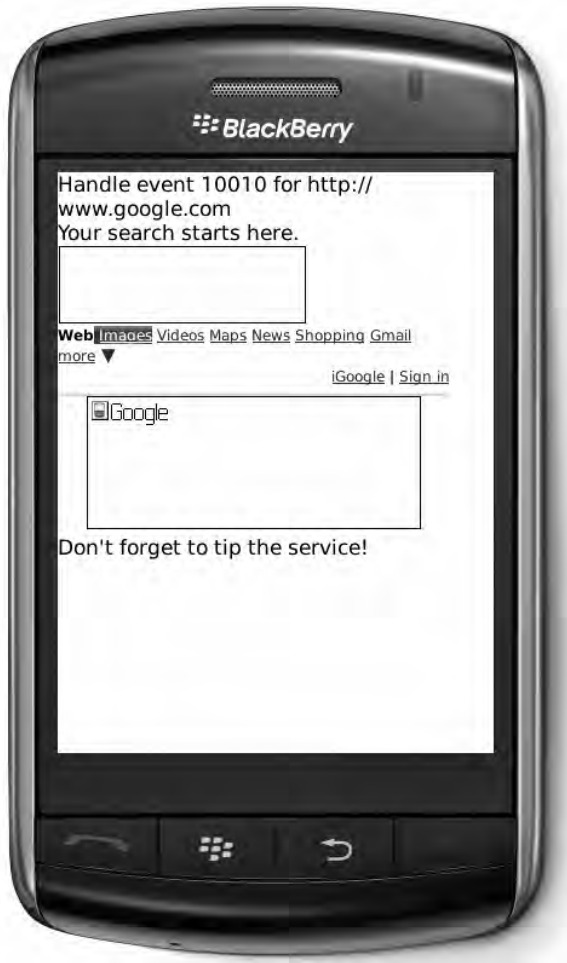 BlackBerry
Handle event 10010 for http://
www.google.com
Your search starts here.
Web Images Videos Maps News Shopping Gmail
more ▼
iGoogle | Sign in
Google
Don't forget to tip the service!